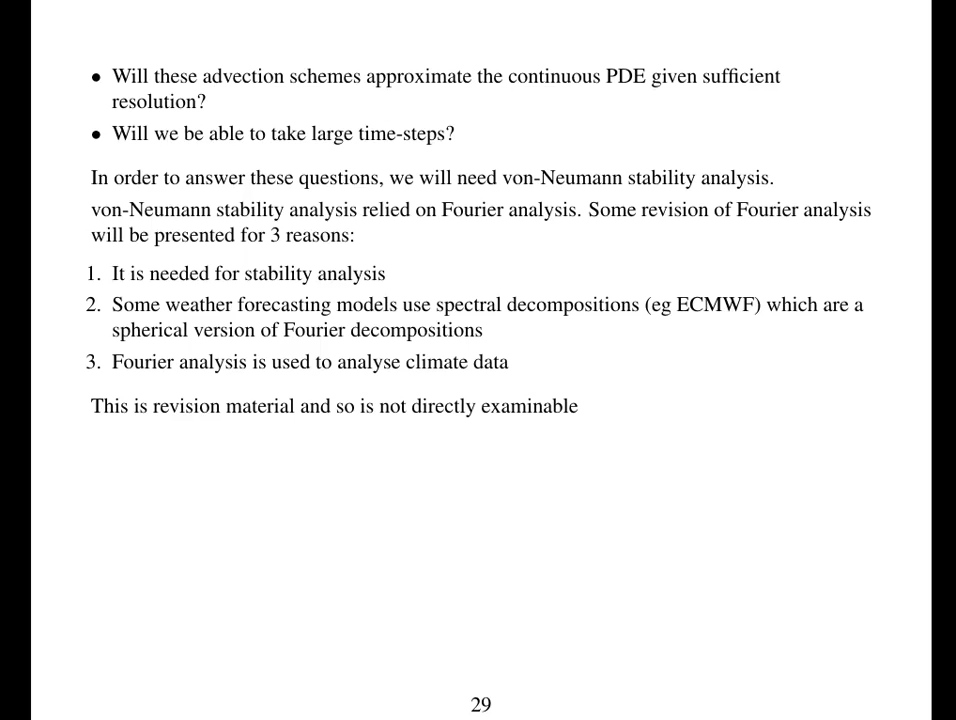 • Will these advection schemes approximate the continuous PDE given sufficient
resolution?
• Will we be able to take large time-steps?
In order to answer these questions, we will need von-Neumann stability analysis.
von-Neumann stability analysis relied on Fourier analysis. Some revision of Fourier analysis
will be presented for 3 reasons:
1. It is needed for stability analysis
2. Some weather forecasting models use spectral decompositions (eg ECMWF) which are a
spherical version of Fourier decompositions
3. Fourier analysis is used to analyse climate data
This is revision material and so is not directly examinable
29